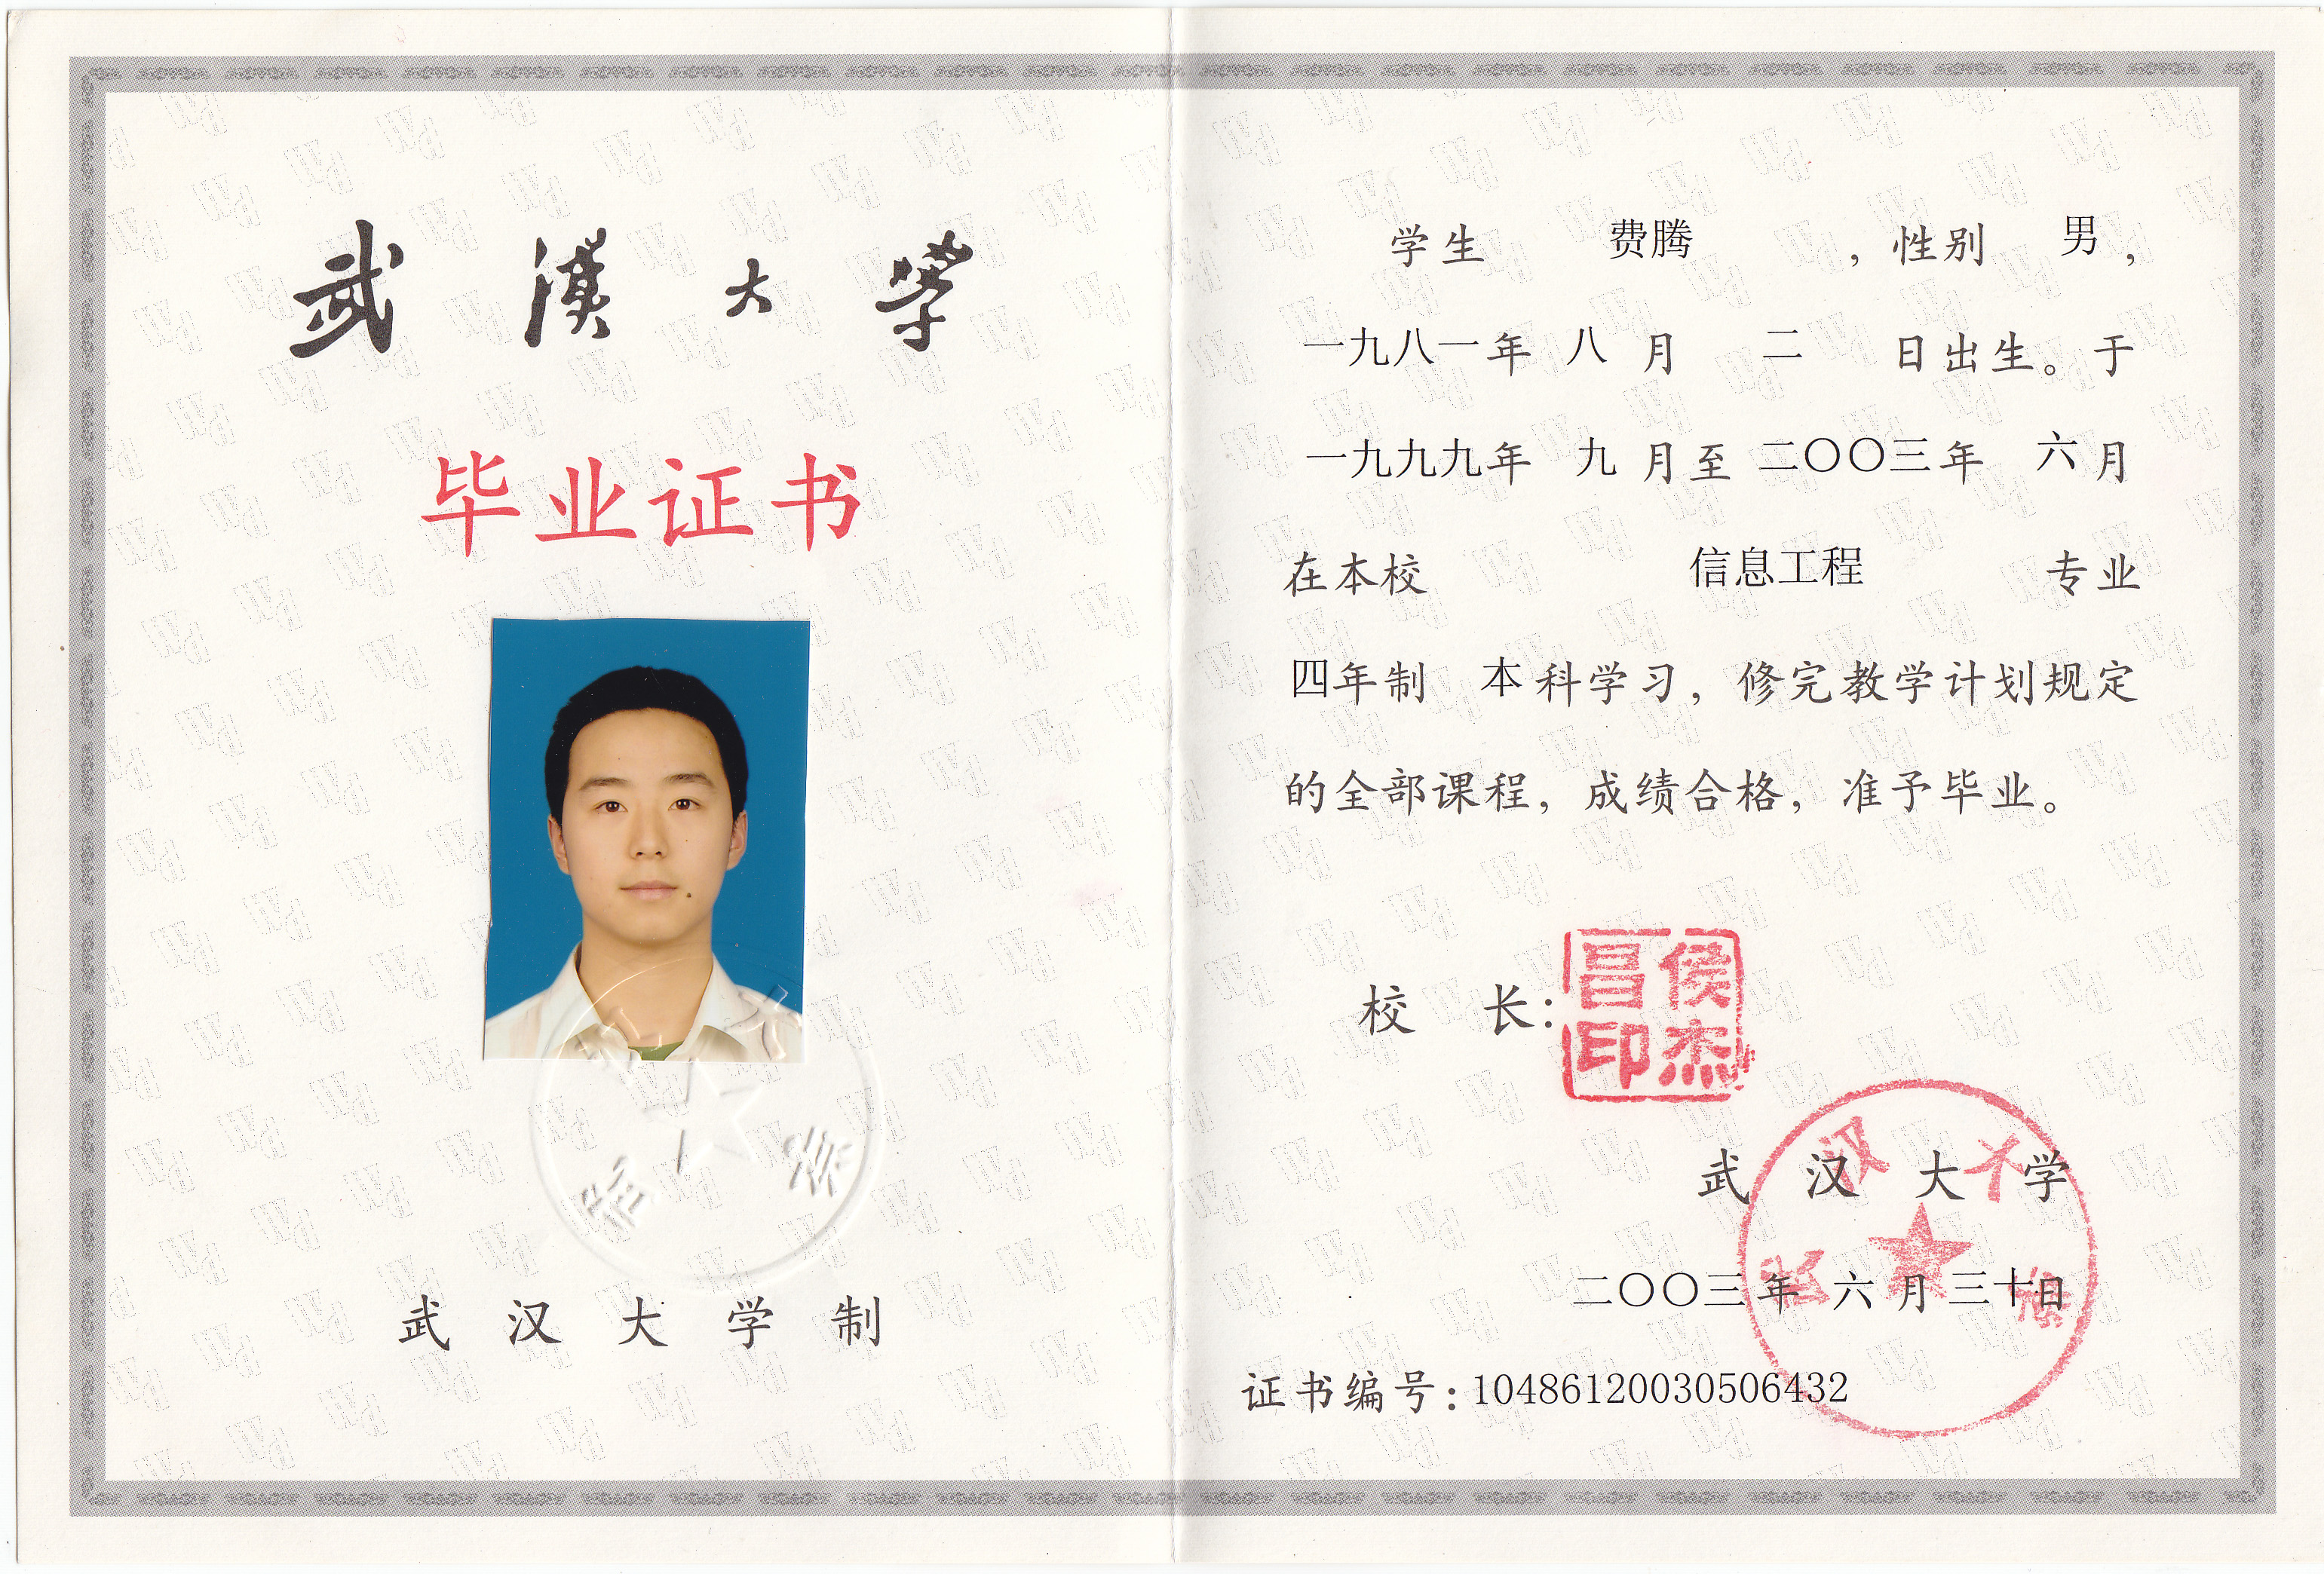 武漢大學
毕业证书
武汉大学制
学生 费腾 ，性别 男，
一九八一年 八 月 二 日出生。于
一九九九年 九 月至 二〇〇三年 六月
在本校 信息工程 专业
四年制 本科学习，修完教学计划规定
的全部课程，成绩合格，准予毕业。
校 长：
侯杰昌印
武 汉 大 学
二〇〇三年 六 月 三十日
证书编号：10486120030506432